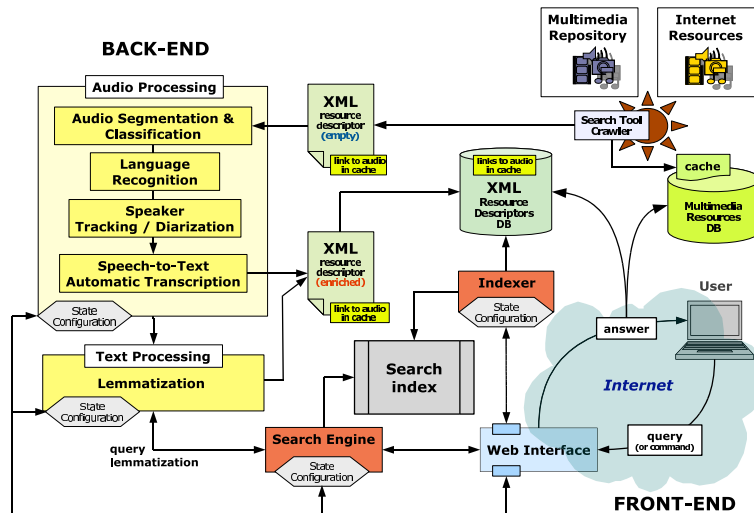 Multimedia
Repository
Internet
Resources
BACK-END
Audio Processing
Audio Segmentation &
Classification
Language
Recognition
Speaker
Tracking / Diarization
Speech-to-Text
Automatic Transcription
State
Configuration
XML
resource
descriptor
(empty)
link to audio
in cache
Search Tool
Crawler
cache
Multimedia
Resources
DB
links to audio
in cache
XML
Resource
Descriptors
DB
XML
resource
descriptor
(enriched)
link to audio
in cache
Indexer
State
Configuration
User
answer
Text Processing
Lemmatization
State
Configuration
Search
index
Internet
query
lemmatization
Search Engine
State
Configuration
Web Interface
query
(or command)
FRONT-END